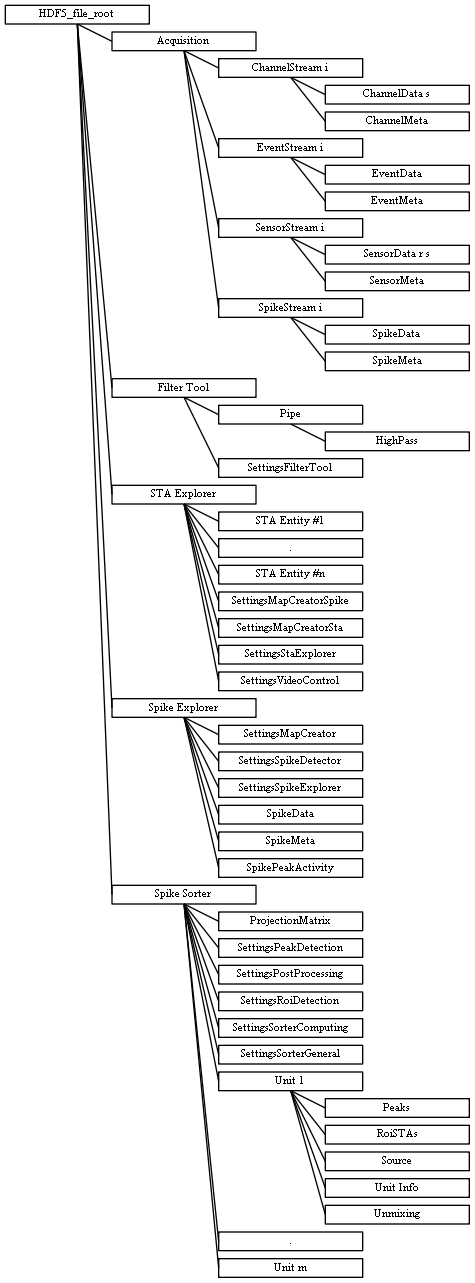 HDF5_file_root
Acquisition
ChannelStream i
ChannelData s
ChannelMeta
EventStream i
EventData
EventMeta
SensorStream i
SensorData r s
SensorMeta
SpikeStream i
SpikeData
SpikeMeta
Filter Tool
Pipe
HighPass
SettingsFilterTool
STA Explorer
STA Entity #1
.
STA Entity #n
SettingsMapCreatorSpike
SettingsMapCreatorSta
SettingsStaExplorer
SettingsVideoControl
Spike Explorer
SettingsMapCreator
SettingsSpikeDetector
SettingsSpikeExplorer
SpikeData
SpikeMeta
SpikePeakActivity
Spike Sorter
ProjectionMatrix
SettingsPeakDetection
SettingsPostProcessing
SettingsRoiDetection
SettingsSorterComputing
SettingsSorterGeneral
Unit 1
Peaks
RoiSTAs
Source
Unit Info
Unmixing
.
Unit m